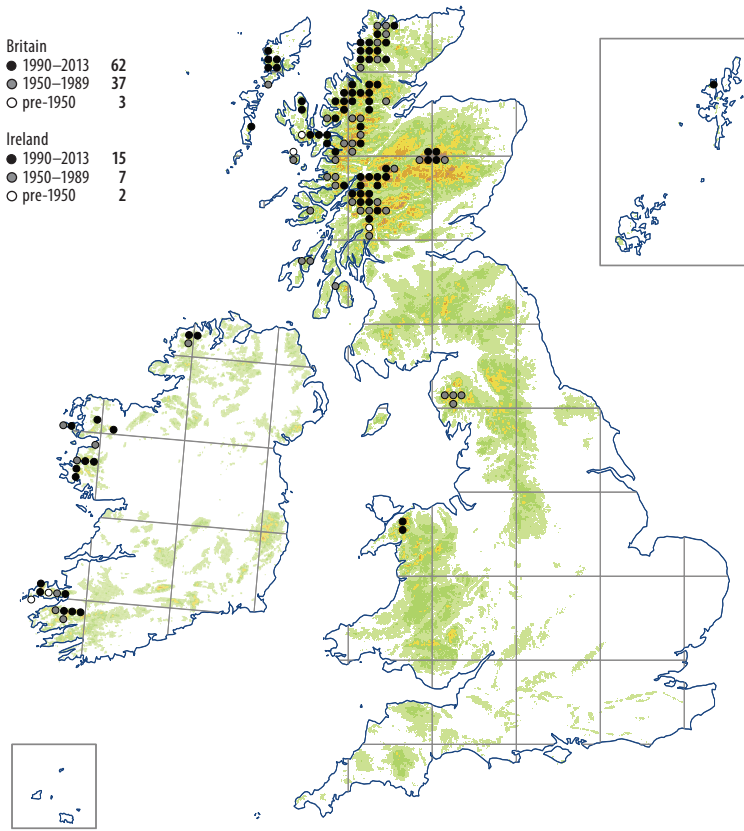 Britain
● 1990–2013 62
● 1950–1989 37
○ pre-1950 3
Ireland
● 1990–2013 15
● 1950–1989 7
○ pre-1950 2